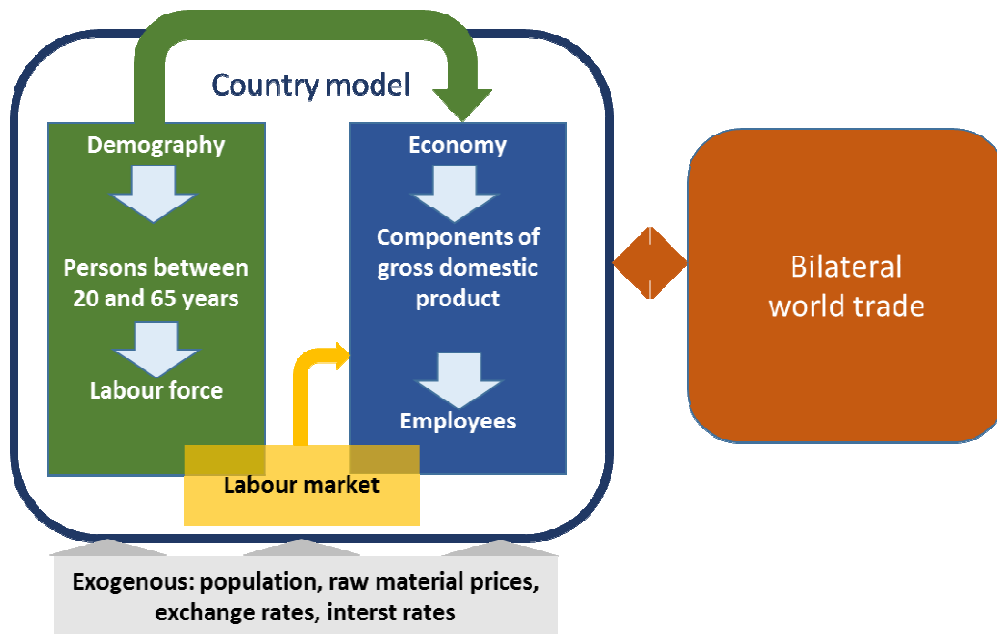 Country model
Demography
Persons between
20 and 65 years
Labour force
Economy
Components of
gross domestic
product
Employees
Labour market
Bilateral
world trade
Exogenous: population, raw material prices,
exchange rates, interst rates